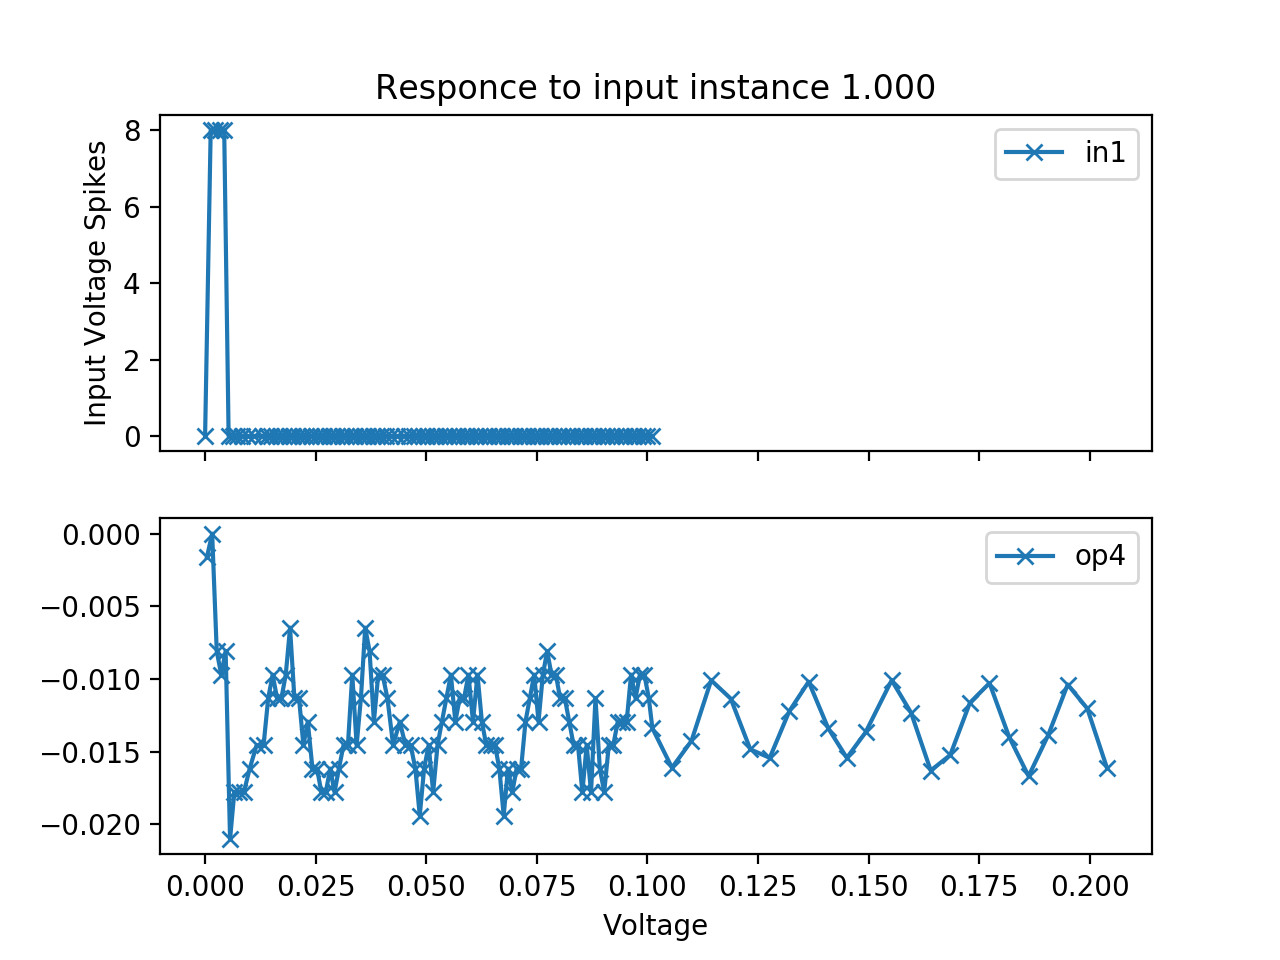 Responce to input instance 1.000
Input Voltage Spikes
8
6
4
2
0
in1
0.000
−0.005
−0.010
−0.015
−0.020
op4
0.000 0.025 0.050 0.075 0.100 0.125 0.150 0.175 0.200
Voltage